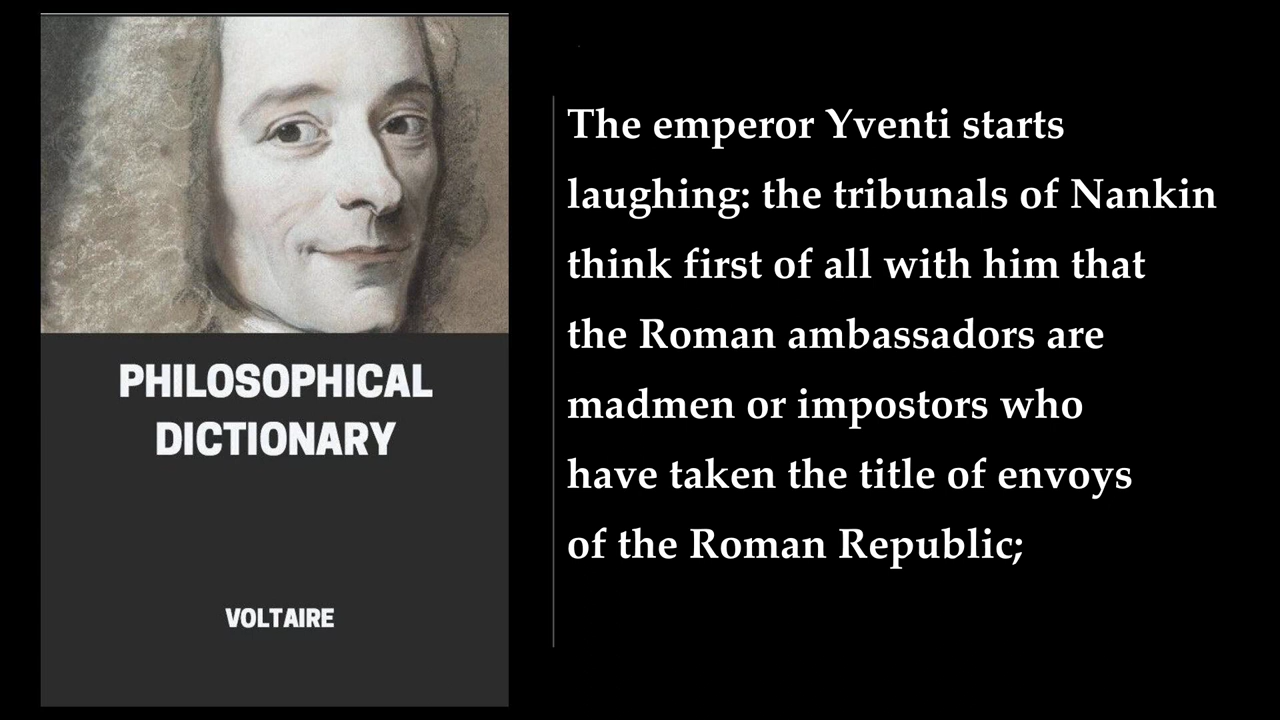 PHILOSOPHICAL
DICTIONARY
VOLTAIRE
The emperor Yventi starts
laughing: the tribunals of Nankin
think first of all with him that
the Roman ambassadors are
madmen or impostors who
have taken the title of envoys
of the Roman Republic;